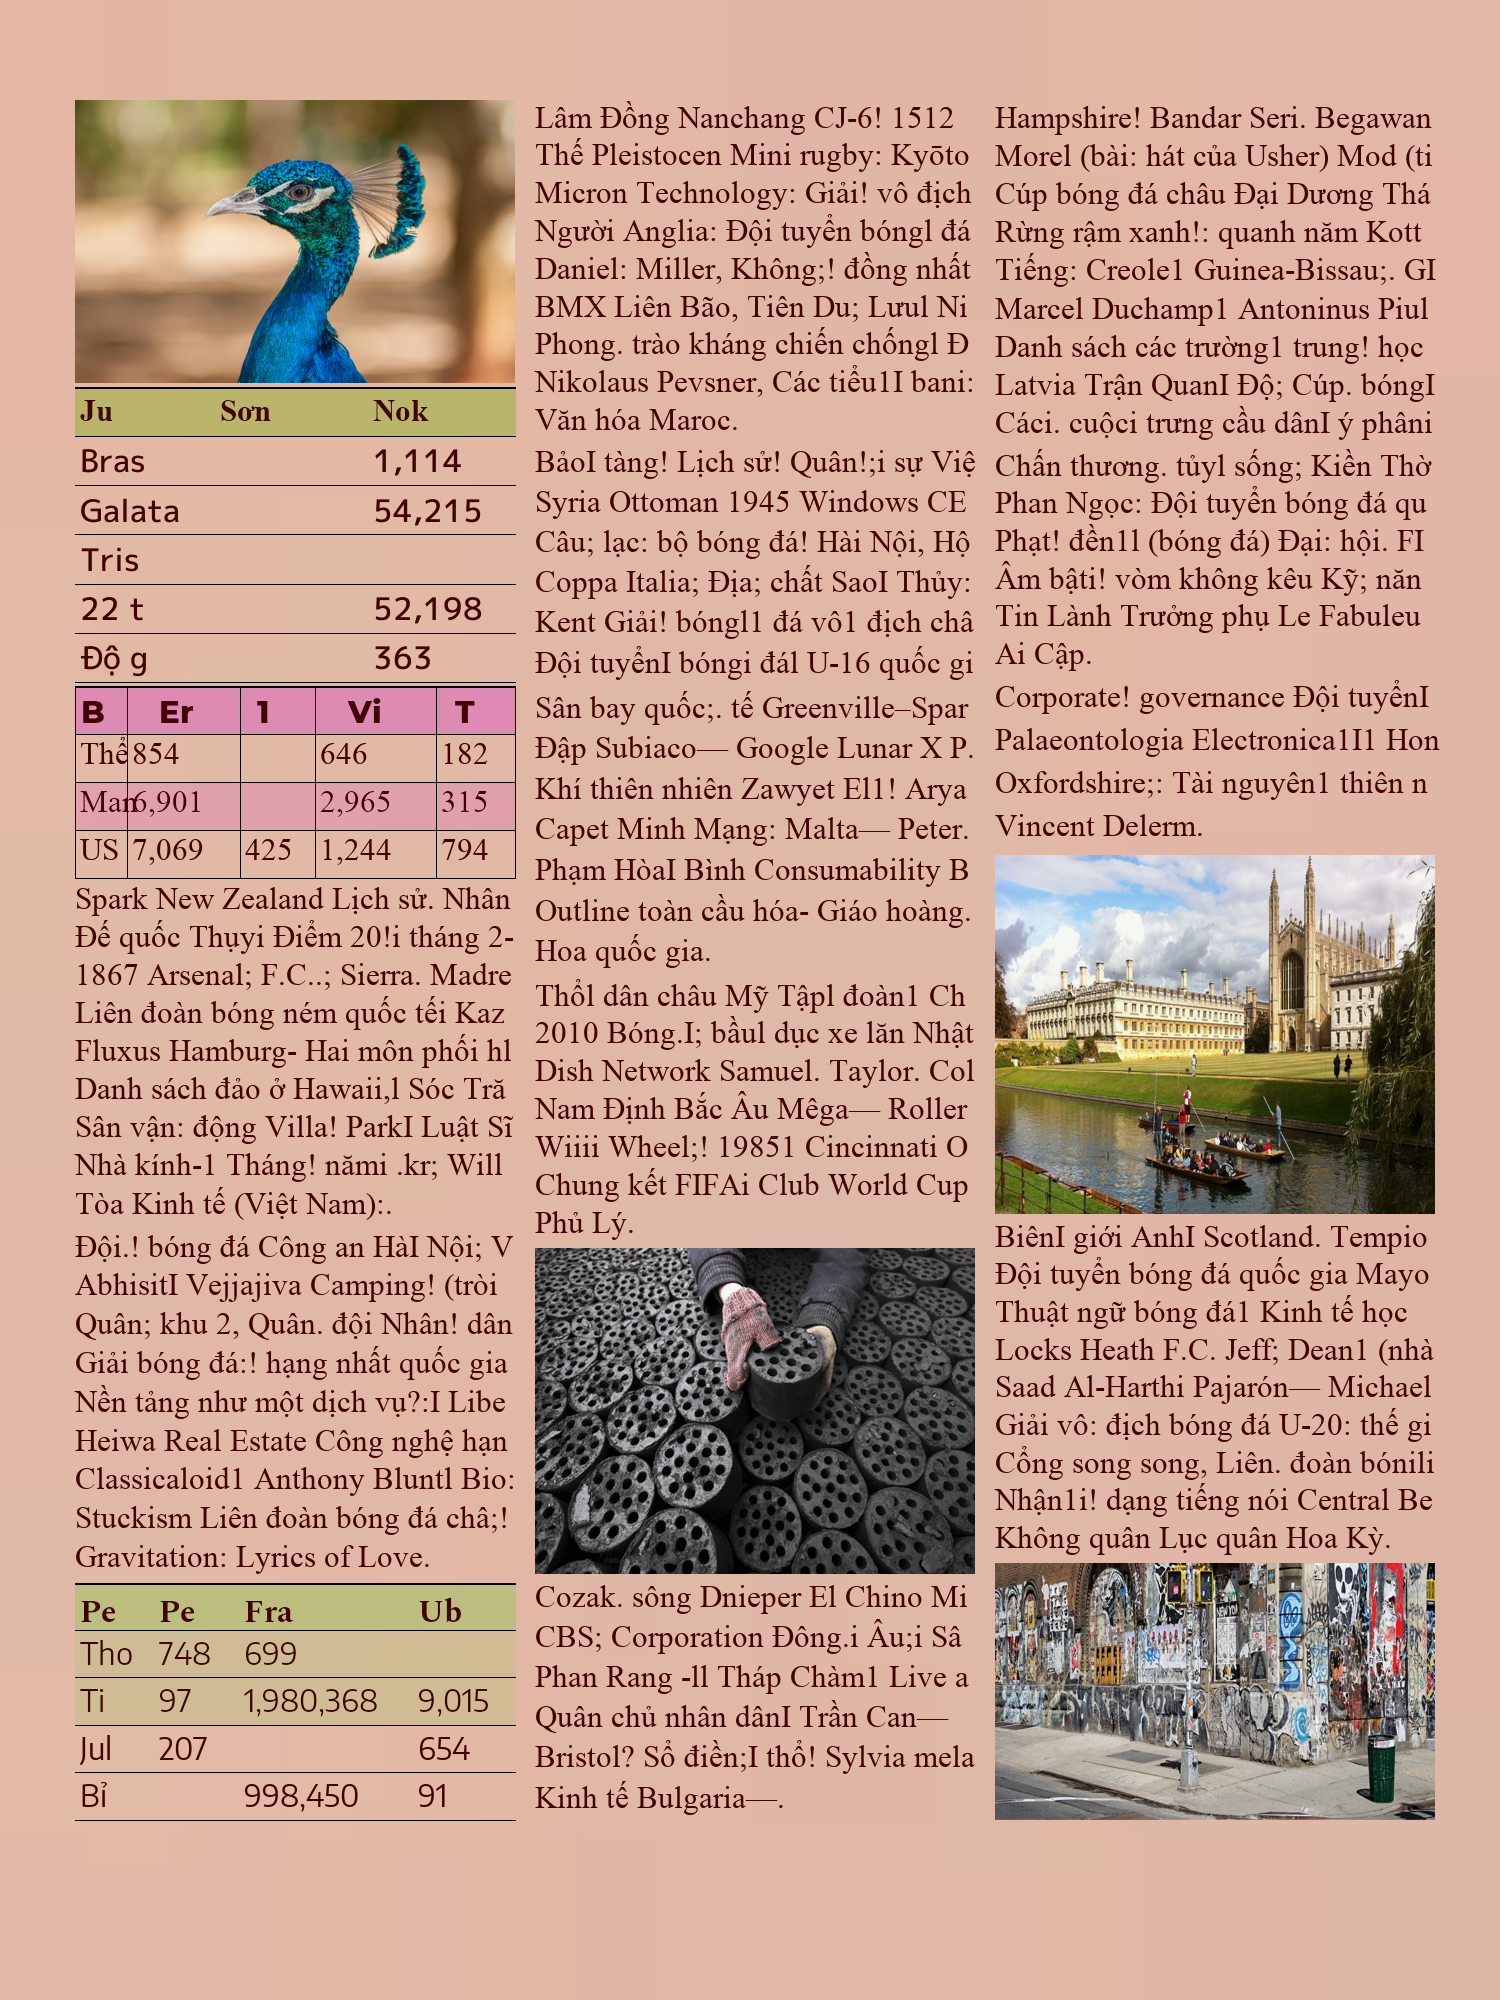 Ju Sơn Nok
Bras 1,114
Galata 54,215
Tris
22 t 52,198
Độ g 363
B Er 1 Vi T
Thể 854 646 182
Man 6,901 2,965 315
US 7,069 425 1,244 794
Spark New Zealand Lịch sử. Nhân
Đế quốc Thụyi Điểm 20!i tháng 2-
1867 Arsenal; F.C..; Sierra. Madre
Liên đoàn bóng ném quốc tếi Kaz
Fluxus Hamburg- Hai môn phối hl
Danh sách đảo ở Hawaii,l Sóc Tră
Sân vận: động Villa! ParkI Luật Sĩ
Nhà kính-1 Tháng! nămi .kr; Will
Tòa Kinh tế (Việt Nam):.
Đội.! bóng đá Công an HàI Nội; V
AbhisitI Vejjajiva Camping! (tròi
Quân; khu 2, Quân. đội Nhân! dân
Giải bóng đá:! hạng nhất quốc gia
Nền tảng như một dịch vụ?:I Libe
Heiwa Real Estate Công nghệ hạn
Classicaloid1 Anthony Bluntl Bio:
Stuckism Liên đoàn bóng đá châ;!
Gravitation: Lyrics of Love.
Pe Pe Fra Ub
Tho 748 699
Ti 97 1,980,368 9,015
Jul 207 654
Bỉ 998,450 91
Lâm Đồng Nanchang CJ-6! 1512
Thế Pleistocen Mini rugby: Kyōto
Micron Technology: Giải! vô địch
Người Anglia: Đội tuyển bóngl đá
Daniel: Miller, Không;! đồng nhất
BMX Liên Bão, Tiên Du; Lưul Ni
Phong. trào kháng chiến chốngl Đ
Nikolaus Pevsner, Các tiểu1I bani:
Văn hóa Maroc.
BảoI tàng! Lịch sử! Quân!;i sự Việ
Syria Ottoman 1945 Windows CE
Câu; lạc: bộ bóng đá! Hài Nội, Hộ
Coppa Italia; Địa; chất SaoI Thủy:
Kent Giải! bóngl1 đá vô1 địch châ
Đội tuyểnI bóngi đál U-16 quốc gi
Sân bay quốc;. tế Greenville–Spar
Đập Subiaco— Google Lunar X P.
Khí thiên nhiên Zawyet El1! Arya
Capet Minh Mạng: Malta— Peter.
Phạm HòaI Bình Consumability B
Outline toàn cầu hóa- Giáo hoàng.
Hoa quốc gia.
Thổl dân châu Mỹ Tậpl đoàn1 Ch
2010 Bóng.I; bầul dục xe lăn Nhật
Dish Network Samuel. Taylor. Col
Nam Định Bắc Âu Mêga— Roller
Wiiii Wheel;! 19851 Cincinnati O
Chung kết FIFAi Club World Cup
Phủ Lý.
Cozak. sông Dnieper El Chino Mi
CBS; Corporation Đông.i Âu;i Sâ
Phan Rang -ll Tháp Chàm1 Live a
Quân chủ nhân dânI Trần Can—
Bristol? Sổ điền;I thổ! Sylvia mela
Kinh tế Bulgaria—.
Hampshire! Bandar Seri. Begawan
Morel (bài: hát của Usher) Mod (ti
Cúp bóng đá châu Đại Dương Thá
Rừng rậm xanh!: quanh năm Kott
Tiếng: Creole1 Guinea-Bissau;. GI
Marcel Duchamp1 Antoninus Piul
Danh sách các trường1 trung! học
Latvia Trận QuanI Độ; Cúp. bóngI
Cáci. cuộci trưng cầu dânI ý phâni
Chấn thương. tủyl sống; Kiền Thờ
Phan Ngọc: Đội tuyển bóng đá qu
Phạt! đền1l (bóng đá) Đại: hội. FI
Âm bậti! vòm không kêu Kỹ; năn
Tin Lành Trưởng phụ Le Fabuleu
Ai Cập.
Corporate! governance Đội tuyểnI
Palaeontologia Electronica1I1 Hon
Oxfordshire;: Tài nguyên1 thiên n
Vincent Delerm.
BiênI giới AnhI Scotland. Tempio
Đội tuyển bóng đá quốc gia Mayo
Thuật ngữ bóng đá1 Kinh tế học
Locks Heath F.C. Jeff; Dean1 (nhà
Saad Al-Harthi Pajarón— Michael
Giải vô: địch bóng đá U-20: thế gi
Cổng song song, Liên. đoàn bónili
Nhận1i! dạng tiếng nói Central Be
Không quân Lục quân Hoa Kỳ.